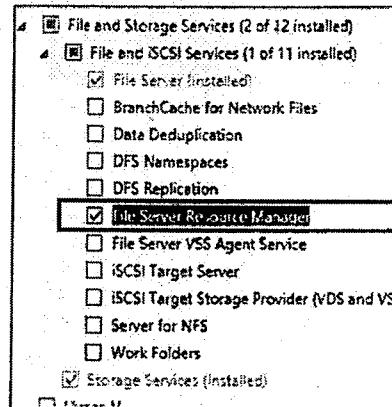 File and Storage Services (2 of 12 installed)
File and iSCSI Services (1 of 11 installed)
File Server (Installed)
BranchCache for Network Files
Data Deduplication
DFS Namespaces
DFS Replication
File Server Resource Manager
File Server VSS Agent Service
iSCSI Target Server
iSCSI Target Storage Provider (VDS and VS
Server for NFS
Work Folders
Storage Services (Installed)